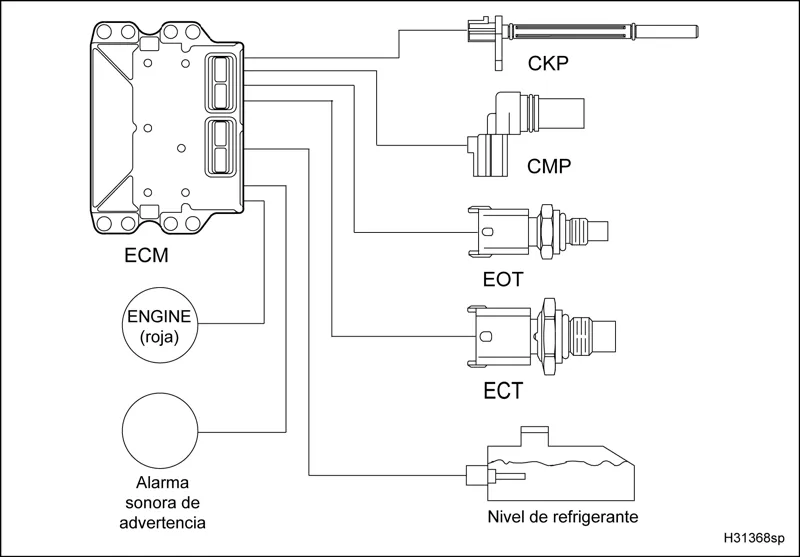 CKP
CMP
ECM
EOT
ENGINE
(roja)
ECT
Alarma
sonora de
advertencia
Nivel de refrigerante
H31368sp